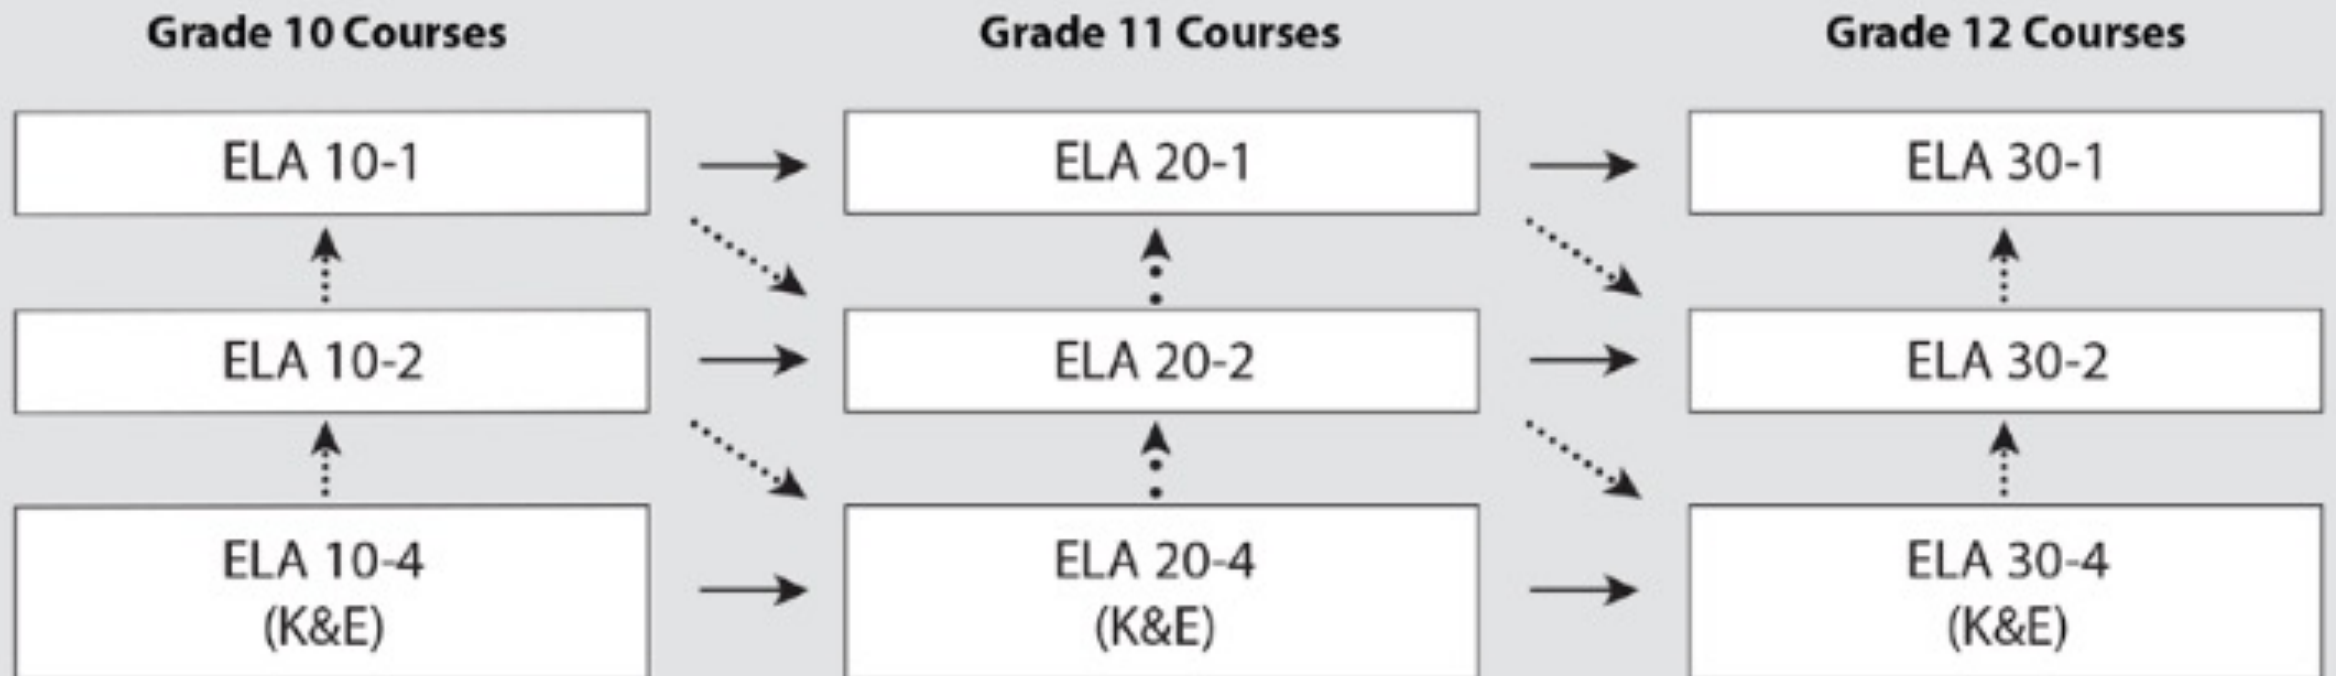 Grade 10 Courses
Grade 11 Courses
Grade 12 Courses
ELA 10-1
ELA 20-1
ELA 30-1
ELA 10-2
ELA 20-2
ELA 30-2
ELA 10-4
(K&E)
ELA 20-4
(K&E)
ELA 30-4
(K&E)